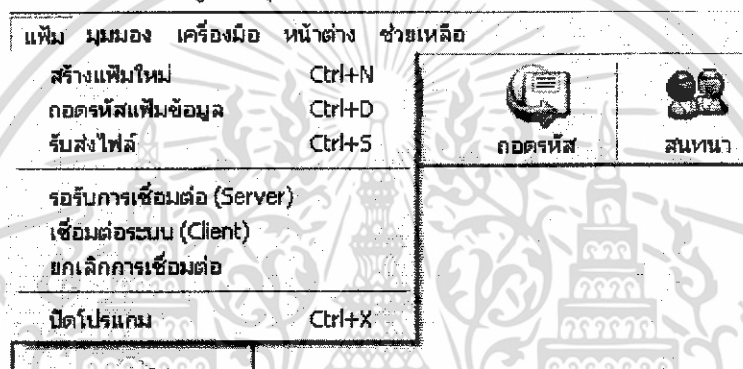 แฟ้ม มุมมอง เครื่องมือ หน้าต่าง ช่วยเหลือ
สร้างแฟ้มใหม่ Ctrl+N
ถอดรหัสแฟ้มข้อมูล Ctrl+D
รับส่งไฟล์ Ctrl+S
ถอดรหัส สนทนา
รอรับการเชื่อมต่อ (Server)
เชื่อมต่อระบบ (Client)
ยกเลิกการเชื่อมต่อ
ปิดโปรแกม Ctrl+X